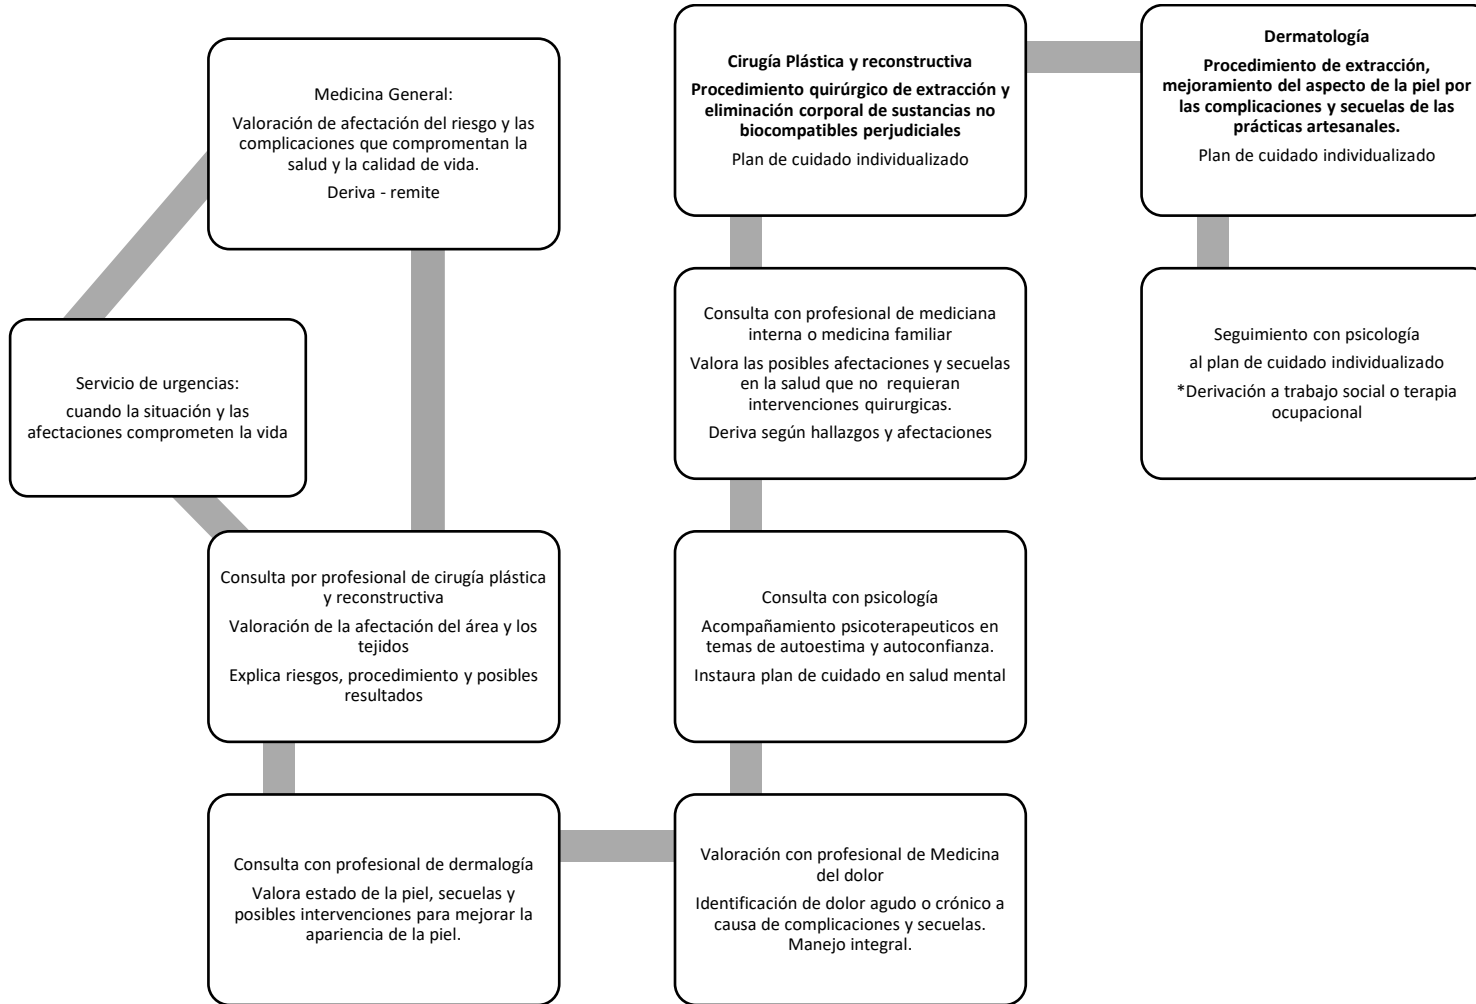 Medicina General:
Valoración de afectación del riesgo y las
complicaciones que compromentan la
salud y la calidad de vida.
Deriva - remite
Servicio de urgencias:
cuando la situación y las
afectaciones comprometen la vida
Consulta por profesional de cirugía plástica
y reconstructiva
Valoración de la afectación del área y los
tejidos
Explica riesgos, procedimiento y posibles
resultados
Consulta con profesional de dermalogía
Valora estado de la piel, secuelas y
posibles intervenciones para mejorar la
apariencia de la piel.
Valoración con profesional de Medicina
del dolor
Identificación de dolor agudo o crónico a
causa de complicaciones y secuelas.
Manejo integral.
Consulta con psicología
Acompañamiento psicoterapeuticos en
temas de autoestima y autoconfianza.
Instaura plan de cuidado en salud mental
Consulta con profesional de mediciana
interna o medicina familiar
Valora las posibles afectaciones y secuelas
en la salud que no requieran
intervenciones quirurgicas.
Deriva según hallazgos y afectaciones
Cirugía Plástica y reconstructiva
Procedimiento quirúrgico de extracción y
eliminación corporal de sustancias no
biocompatibles perjudiciales
Plan de cuidado individualizado
Dermatología
Procedimiento de extracción,
mejoramiento del aspecto de la piel por
las complicaciones y secuelas de las
prácticas artesanales.
Plan de cuidado individualizado
Seguimiento con psicología
al plan de cuidado individualizado
*Derivación a trabajo social o terapia
ocupacional